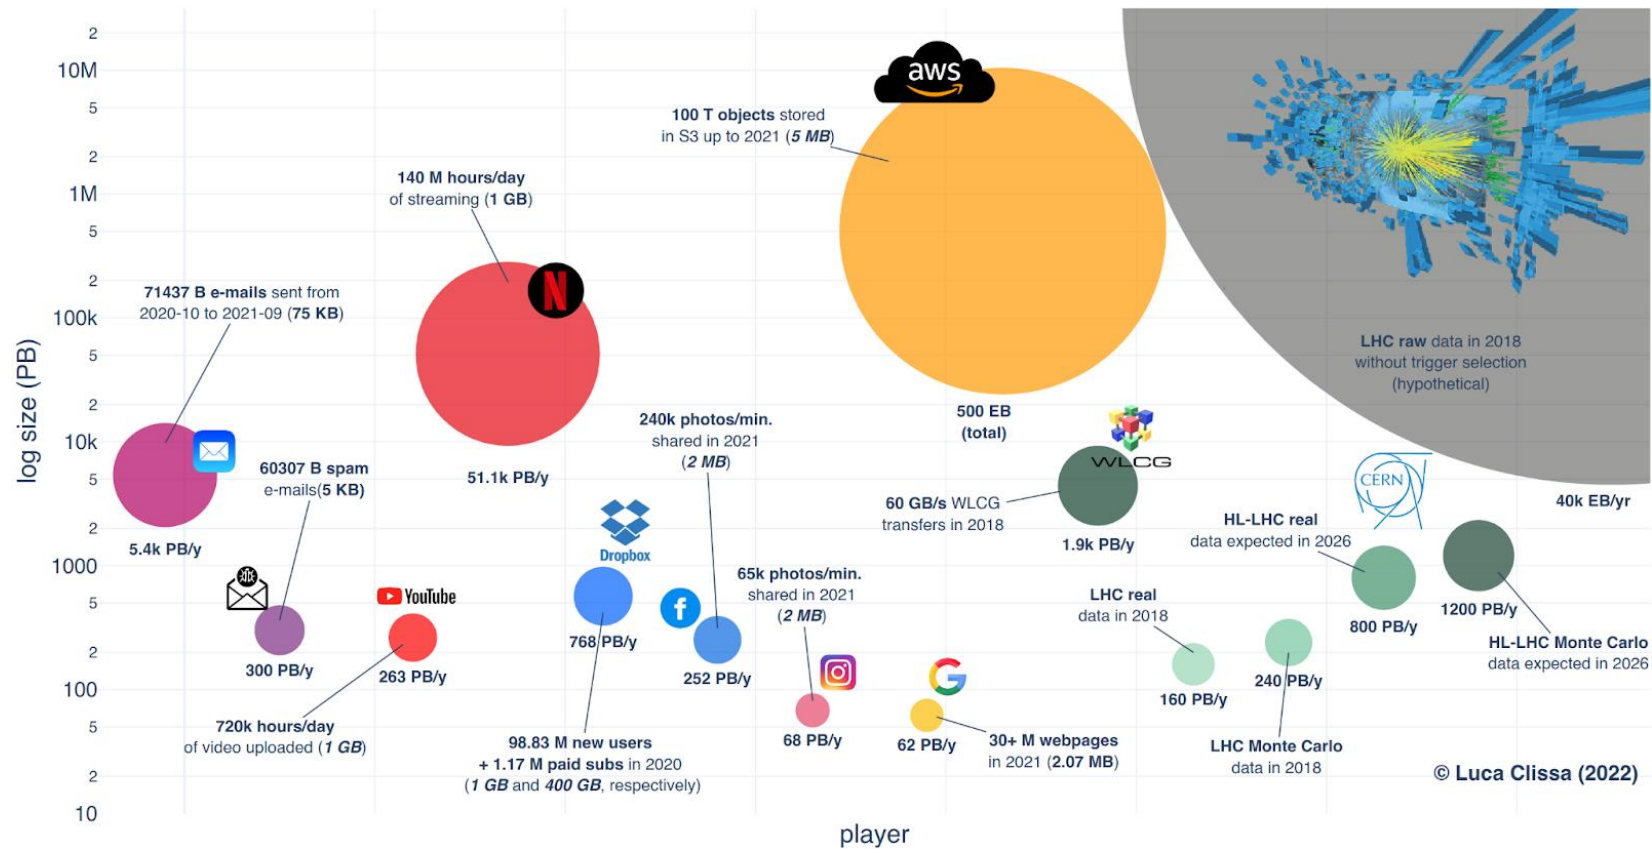 log size (PB)
2
10M
5
2
1M
5
2
100k
5
2
10k
5
2
1000
5
2
100
5
2
10
player
aws
100 T objects stored
in S3 up to 2021 (5 MB)
500 EB
(total)
140 M hours/day
of streaming (1 GB)
N
51.1k PB/y
71437 B e-mails sent from
2020-10 to 2021-09 (75 KB)
5.4k PB/y
60307 B spam
e-mails(5 KB)
300 PB/y
YouTube
263 PB/y
720k hours/day
of video uploaded (1 GB)
Dropbox
768 PB/y
98.83 M new users
+ 1.17 M paid subs in 2020
(1 GB and 400 GB, respectively)
240k photos/min.
shared in 2021
(2 MB)
f
252 PB/y
65k photos/min.
shared in 2021
(2 MB)
68 PB/y
G
62 PB/y
30+ M webpages
in 2021 (2.07 MB)
WLCG
60 GB/s WLCG
transfers in 2018
1.9k PB/y
LHC real
data in 2018
160 PB/y
240 PB/y
LHC Monte Carlo
data in 2018
CERN
HL-LHC real
data expected in 2026
800 PB/y
1200 PB/y
HL-LHC Monte Carlo
data expected in 2026
LHC raw data in 2018
without trigger selection
(hypothetical)
40k EB/yr
© Luca Clissa (2022)